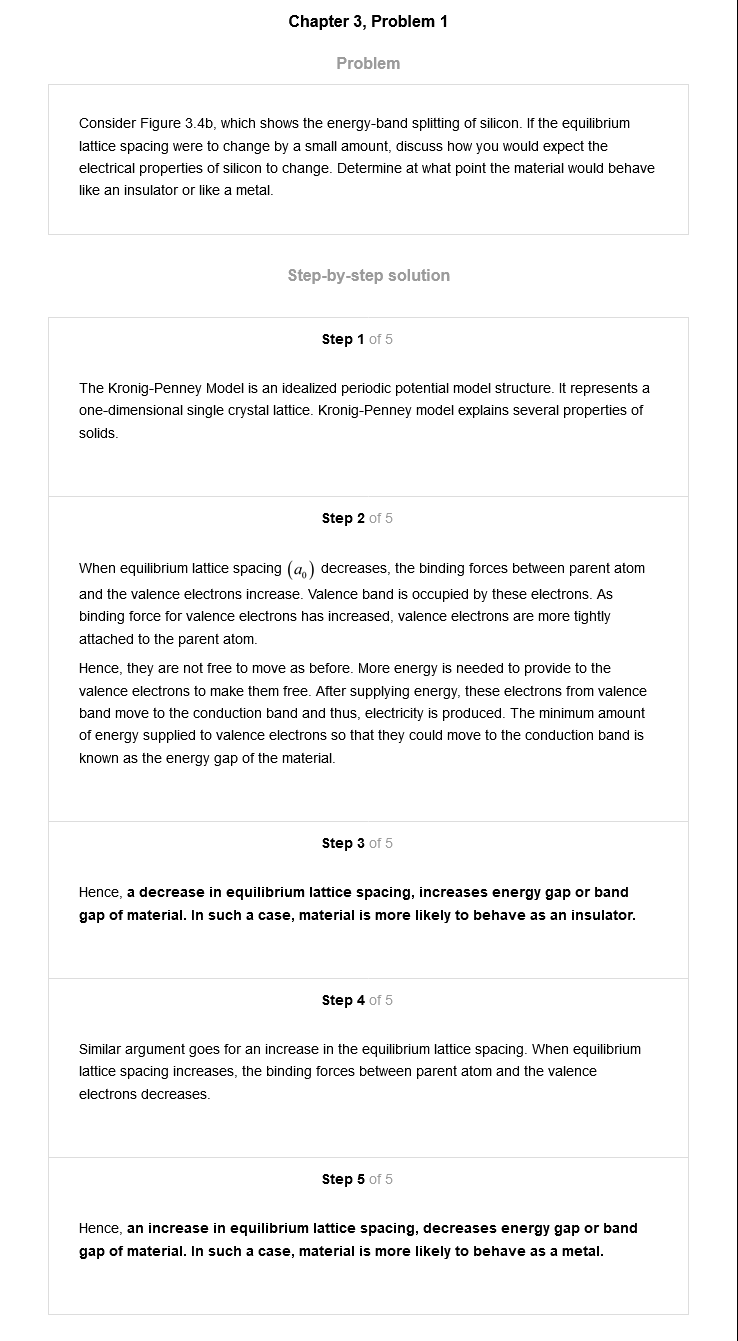 Chapter 3, Problem 1
Problem
Consider Figure 3.4b, which shows the energy-band splitting of silicon. If the equilibrium
lattice spacing were to change by a small amount, discuss how you would expect the
electrical properties of silicon to change. Determine at what point the material would behave
like an insulator or like a metal.
Step-by-step solution
Step 1 of 5
The Kronig-Penney Model is an idealized periodic potential model structure. It represents a
one-dimensional single crystal lattice. Kronig-Penney model explains several properties of
solids.
Step 2 of 5
When equilibrium lattice spacing (a₀) decreases, the binding forces between parent atom
and the valence electrons increase. Valence band is occupied by these electrons. As
binding force for valence electrons has increased, valence electrons are more tightly
attached to the parent atom.
Hence, they are not free to move as before. More energy is needed to provide to the
valence electrons to make them free. After supplying energy, these electrons from valence
band move to the conduction band and thus, electricity is produced. The minimum amount
of energy supplied to valence electrons so that they could move to the conduction band is
known as the energy gap of the material.
Step 3 of 5
Hence, a decrease in equilibrium lattice spacing, increases energy gap or band
gap of material. In such a case, material is more likely to behave as an insulator.
Step 4 of 5
Similar argument goes for an increase in the equilibrium lattice spacing. When equilibrium
lattice spacing increases, the binding forces between parent atom and the valence
electrons decreases.
Step 5 of 5
Hence, an increase in equilibrium lattice spacing, decreases energy gap or band
gap of material. In such a case, material is more likely to behave as a metal.